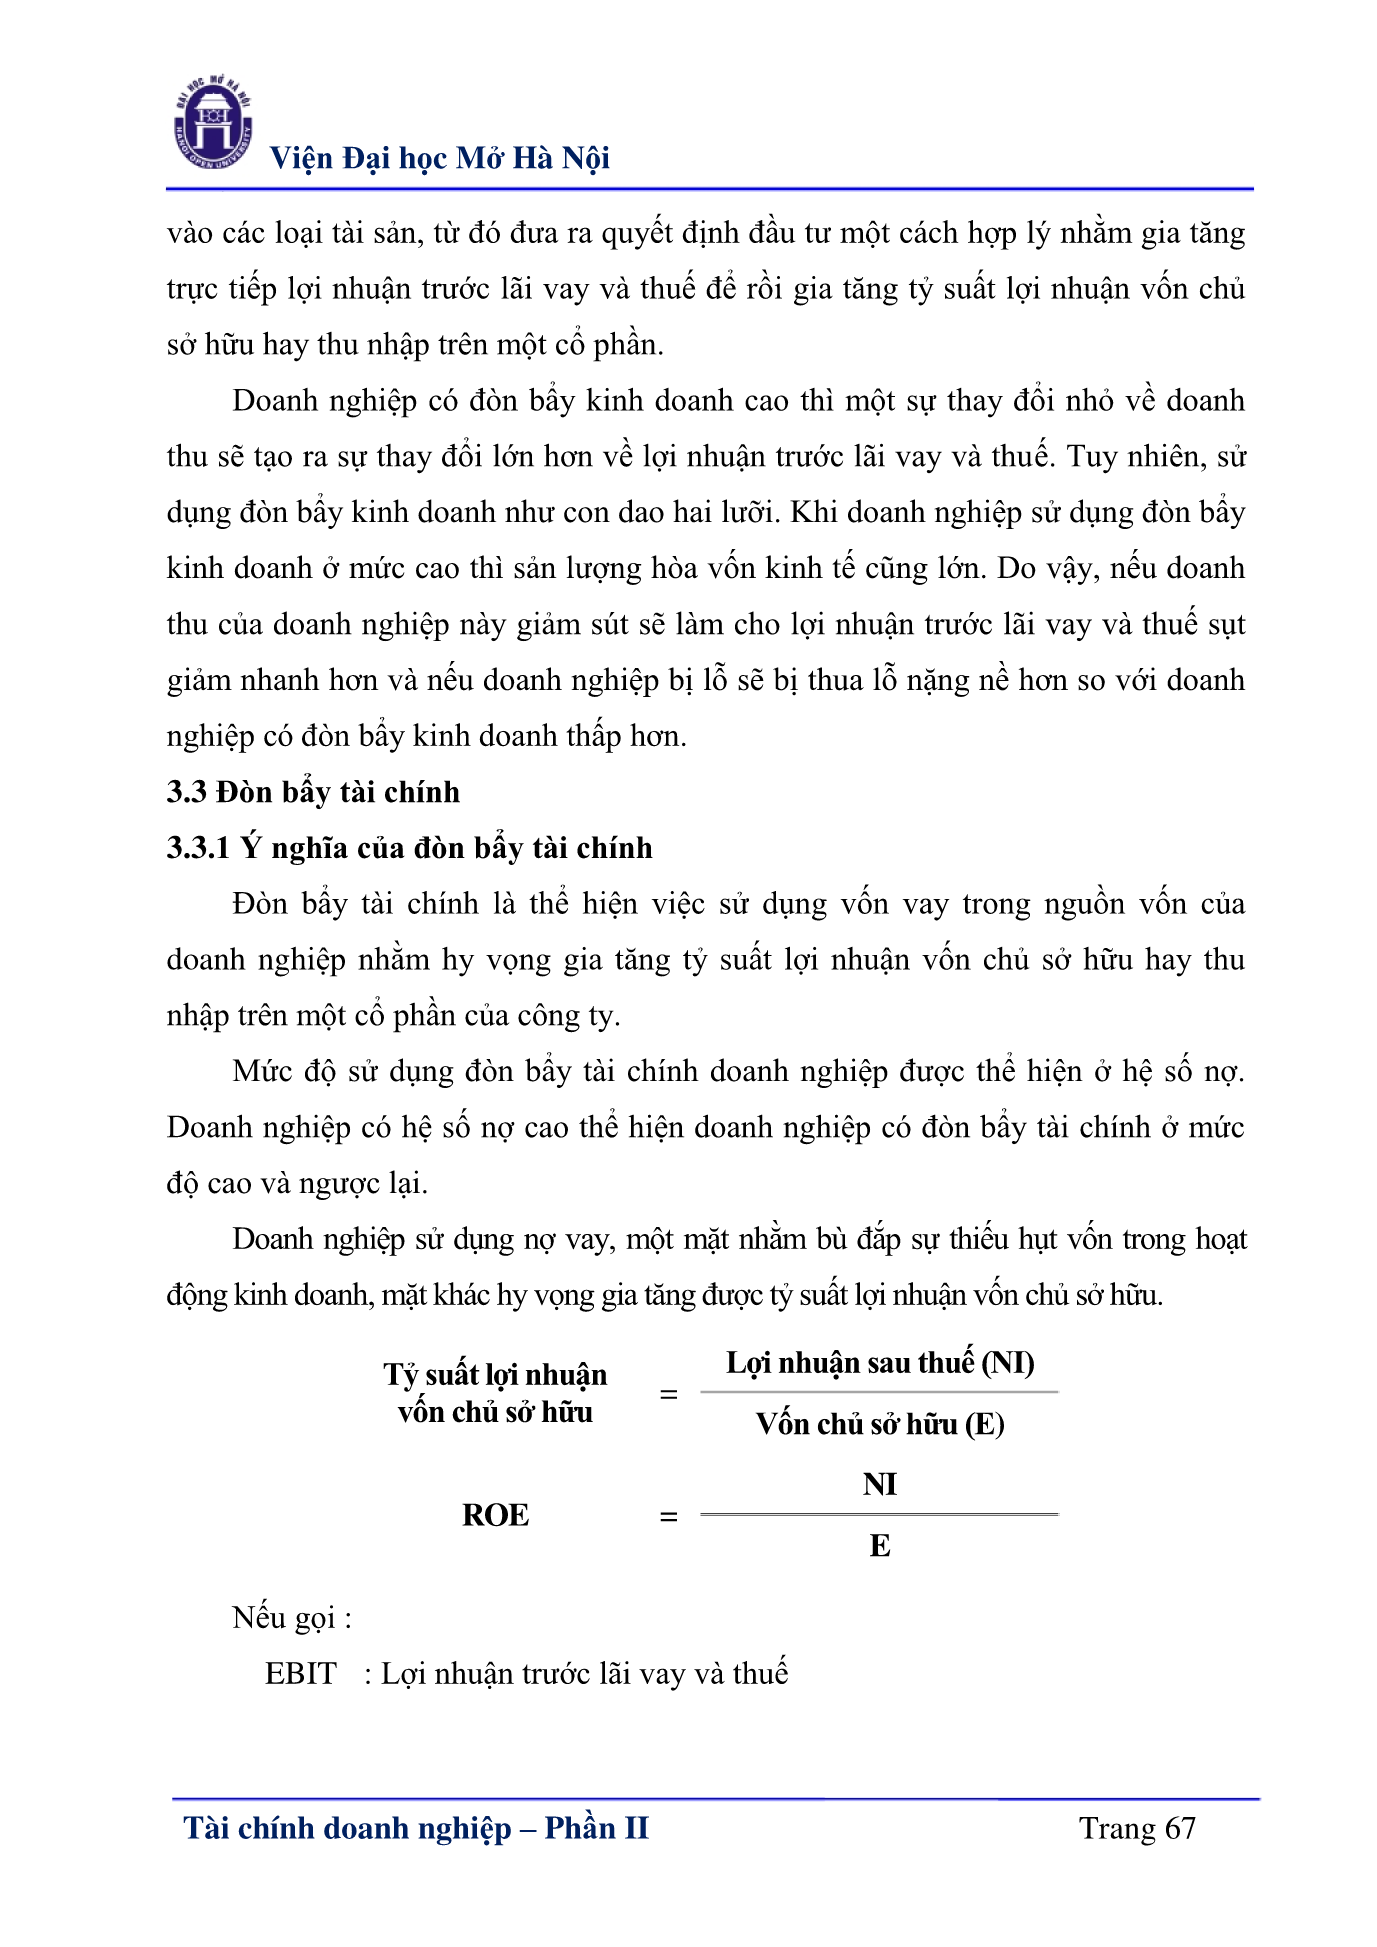 ĐẠI HỌC MỞ HÀ NỘI
HANOI OPEN UNIVERSITY
Viện Đại học Mở Hà Nội
vào các loại tài sản, từ đó đưa ra quyết định đầu tư một cách hợp lý nhằm gia tăng
trực tiếp lợi nhuận trước lãi vay và thuế để rồi gia tăng tỷ suất lợi nhuận vốn chủ
sở hữu hay thu nhập trên một cổ phần.
Doanh nghiệp có đòn bẩy kinh doanh cao thì một sự thay đổi nhỏ về doanh
thu sẽ tạo ra sự thay đổi lớn hơn về lợi nhuận trước lãi vay và thuế. Tuy nhiên, sử
dụng đòn bẩy kinh doanh như con dao hai lưỡi. Khi doanh nghiệp sử dụng đòn bẩy
kinh doanh ở mức cao thì sản lượng hòa vốn kinh tế cũng lớn. Do vậy, nếu doanh
thu của doanh nghiệp này giảm sút sẽ làm cho lợi nhuận trước lãi vay và thuế sụt
giảm nhanh hơn và nếu doanh nghiệp bị lỗ sẽ bị thua lỗ nặng nề hơn so với doanh
nghiệp có đòn bẩy kinh doanh thấp hơn.
3.3 Đòn bẩy tài chính
3.3.1 Ý nghĩa của đòn bẩy tài chính
Đòn bẩy tài chính là thể hiện việc sử dụng vốn vay trong nguồn vốn của
doanh nghiệp nhằm hy vọng gia tăng tỷ suất lợi nhuận vốn chủ sở hữu hay thu
nhập trên một cổ phần của công ty.
Mức độ sử dụng đòn bẩy tài chính doanh nghiệp được thể hiện ở hệ số nợ.
Doanh nghiệp có hệ số nợ cao thể hiện doanh nghiệp có đòn bẩy tài chính ở mức
độ cao và ngược lại.
Doanh nghiệp sử dụng nợ vay, một mặt nhằm bù đắp sự thiếu hụt vốn trong hoạt
động kinh doanh, mặt khác hy vọng gia tăng được tỷ suất lợi nhuận vốn chủ sở hữu.
Tỷ suất lợi nhuận
vốn chủ sở hữu
=
Lợi nhuận sau thuế (NI)
Vốn chủ sở hữu (E)
ROE
=
NI
E
Nếu gọi :
EBIT : Lợi nhuận trước lãi vay và thuế
Tài chính doanh nghiệp – Phần II Trang 67